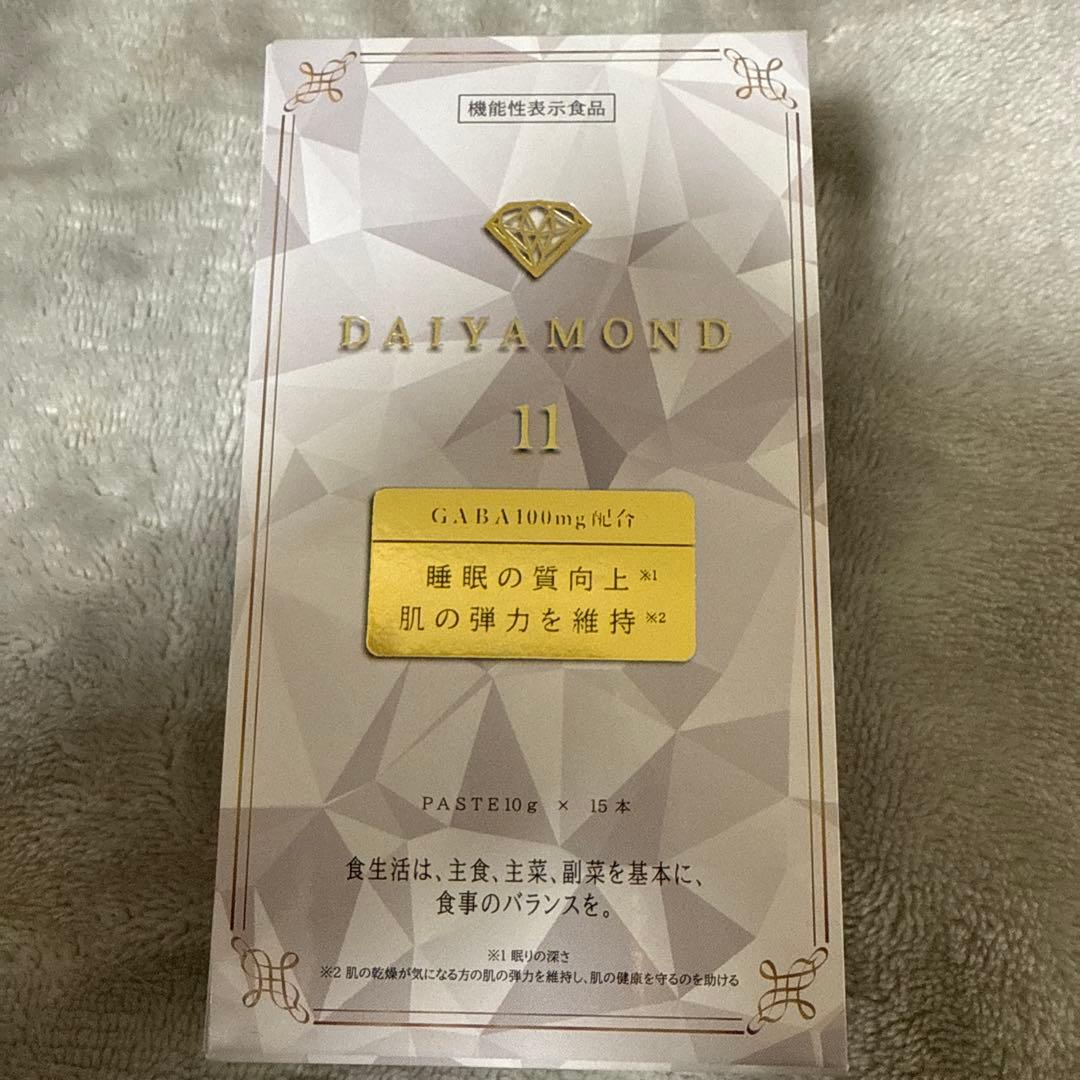 機能性表示食品
DAIYAMOND
11
GABA100mg配合
睡眠の質向上※1
肌の弾力を維持※2
PASTE10g × 15本
食生活は、主食、主菜、副菜を基本に、
食事のバランスを。
※1 眠りの深さ
※2 肌の乾燥が気になる方の肌の弾力を維持し、肌の健康を守るのを助ける